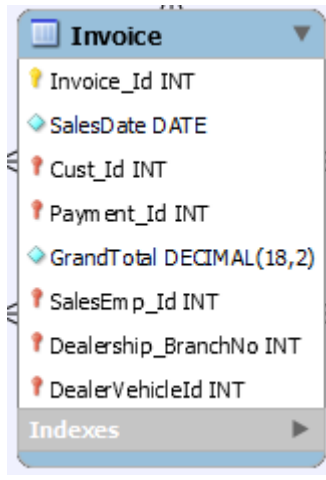 Invoice
Invoice_Id INT
SalesDate DATE
Cust_Id INT
Payment_Id INT
GrandTotal DECIMAL(18,2)
SalesEmp_Id INT
Dealership_BranchNo INT
DealerVehicleId INT
Indexes